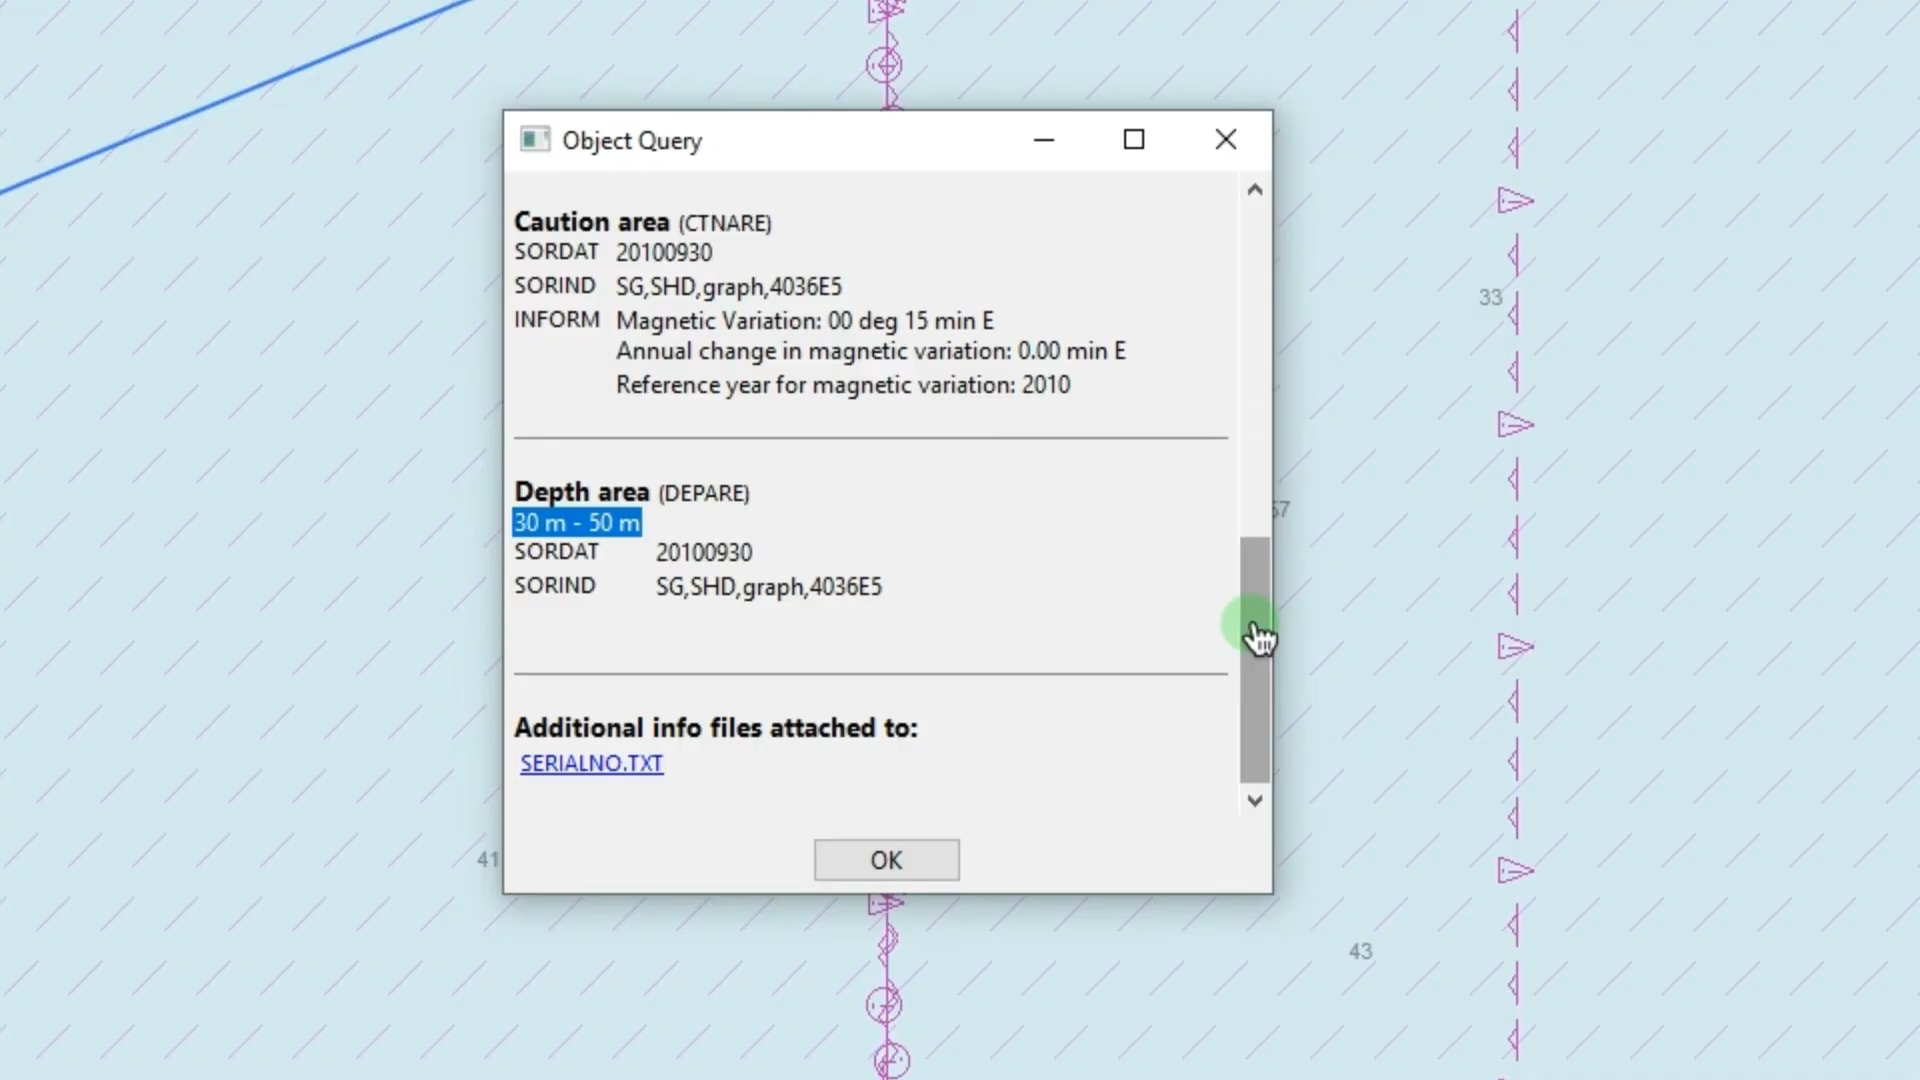 Object Query
Caution area (CTNARE)
SORDAT 20100930
SORIND SG,SHD,graph,4036E5
INFORM Magnetic Variation: 00 deg 15 min E
Annual change in magnetic variation: 0.00 min E
Reference year for magnetic variation: 2010
33
Depth area (DEPARE)
30 m - 50 m
SORDAT 20100930
SORIND SG,SHD,graph,4036E5
Additional info files attached to:
SERIALNO.TXT
41
OK
43